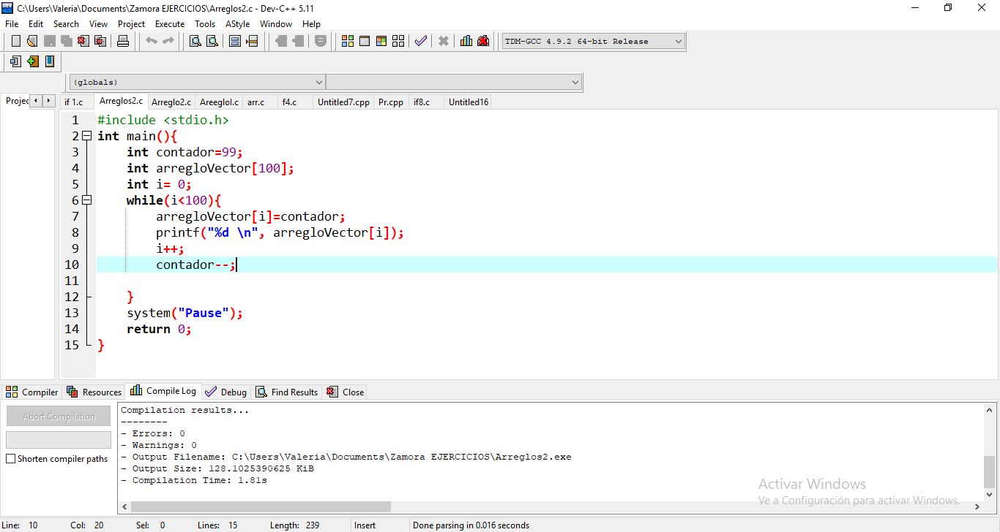 C:\Users\Valeria\Documents\Zamora EJERCICIOS\Arreglos2.c - Dev-C++ 5.11
File Edit Search View Project Execute Tools AStyle Window Help
TDM-GCC 4.9.2 64-bit Release
(globals)
Projec if 1.c Arreglos2.c Arreglo2.c Areeglol.c arr.c f4.c Untitled7.cpp Pr.cpp if8.c Untitled16
1 #include <stdio.h>
2 int main(){
3 int contador=99;
4 int arregloVector[100];
5 int i= 0;
6 while(i<100){
7 arregloVector[i]=contador;
8 printf("%d \n", arregloVector[i]);
9 i++;
10 contador--;
11
12 }
13 system("Pause");
14 return 0;
15 }
Compiler Resources Compile Log Debug Find Results Close
Abort Compilation
Shorten compiler paths
Compilation results...
--------
- Errors: 0
- Warnings: 0
- Output Filename: C:\Users\Valeria\Documents\Zamora EJERCICIOS\Arreglos2.exe
- Output Size: 128.1025390625 KiB
- Compilation Time: 1.81s
Activar Windows
Ve a Configuración para activar Windows.
Line: 10 Col: 20 Sel: 0 Lines: 15 Length: 239 Insert Done parsing in 0.016 seconds